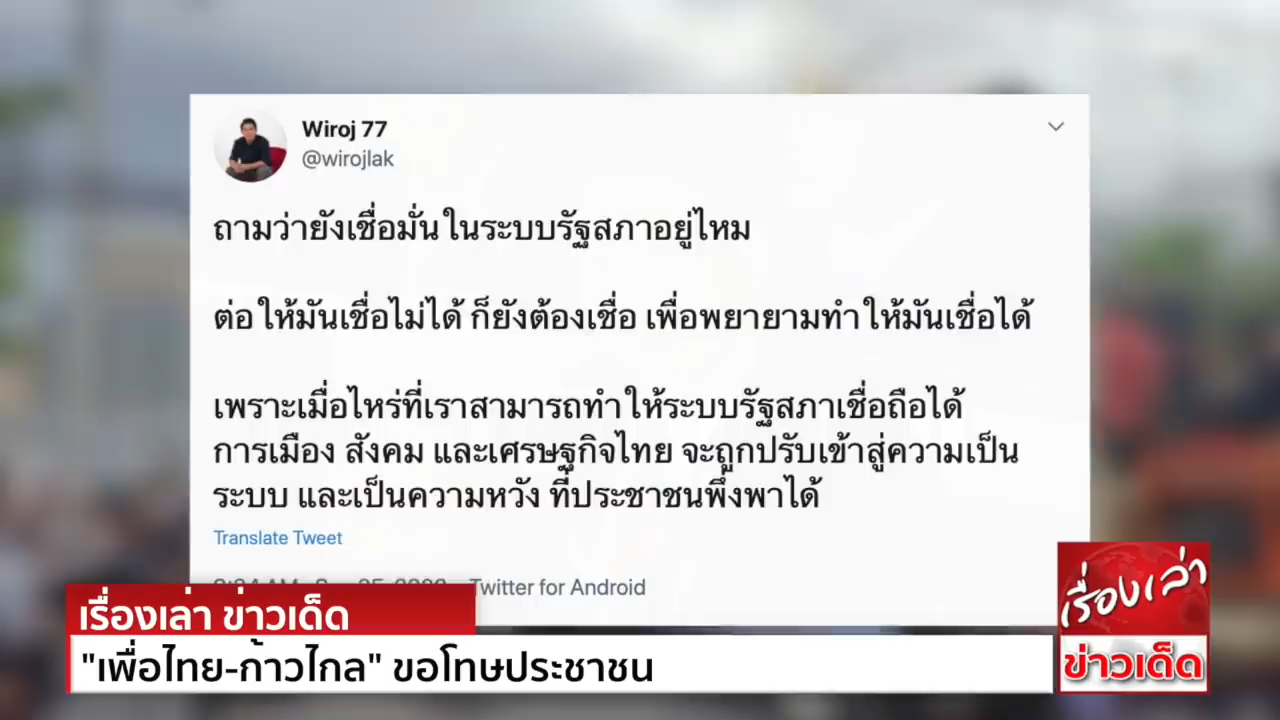 Wiroj 77
@wirojlak
ถามว่ายังเชื่อมั่นในระบบรัฐสภาอยู่ไหม
ต่อให้มันเชื่อไม่ได้ ก็ยังต้องเชื่อ เพื่อพยายามทำให้มันเชื่อได้
เพราะเมื่อไหร่ที่เราสามารถทำให้ระบบรัฐสภาเชื่อถือได้
การเมือง สังคม และเศรษฐกิจไทย จะถูกปรับเข้าสู่ความเป็น
ระบบ และเป็นความหวัง ที่ประชาชนพึ่งพาได้
Translate Tweet
Twitter for Android
เรื่องเล่า ข่าวเด็ด
"เพื่อไทย-ก้าวไกล" ขอโทษประชาชน
เรื่องเล่า
ข่าวเด็ด